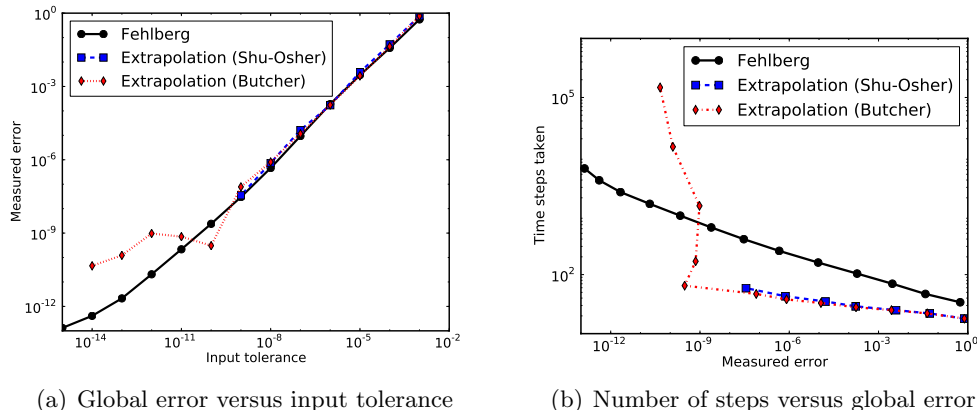 10^0
10^-3
10^-6
10^-9
10^-12
Measured error
Fehlberg
Extrapolation (Shu-Osher)
Extrapolation (Butcher)
10^-14 10^-11 10^-8 10^-5 10^-2
Input tolerance
(a) Global error versus input tolerance
10^5
10^2
Time steps taken
Fehlberg
Extrapolation (Shu-Osher)
Extrapolation (Butcher)
10^-12 10^-9 10^-6 10^-3 10^0
Measured error
(b) Number of steps versus global error